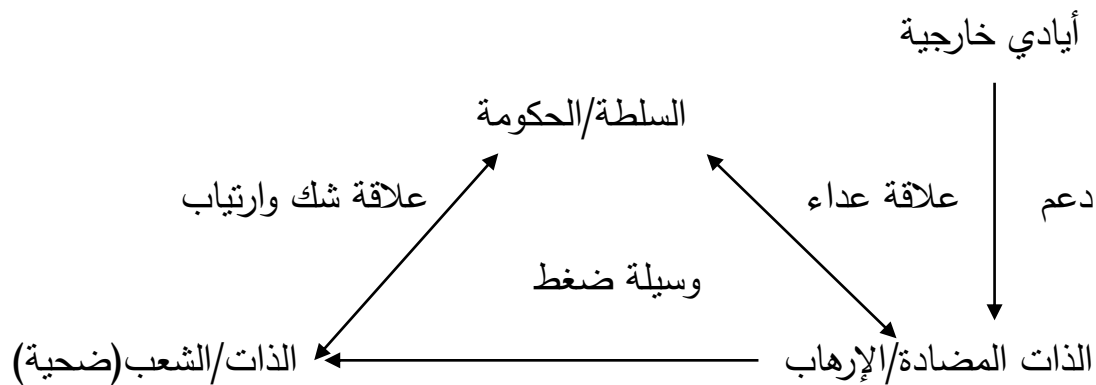 أيادي خارجية
السلطة/الحكومة
دعم
علاقة عداء
علاقة شك وارتياب
وسيلة ضغط
الذات المضادة/الإرهاب
الذات/الشعب(ضحية)